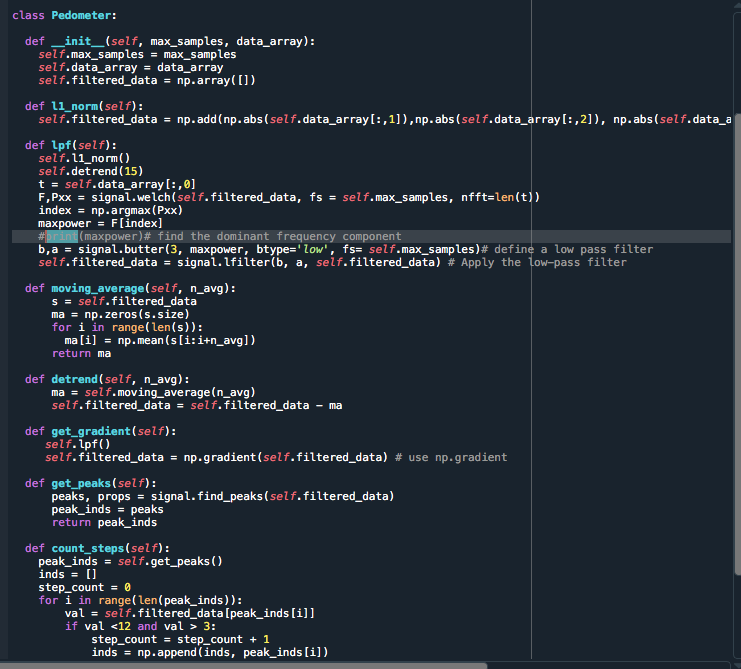 class Pedometer:
def __init__(self, max_samples, data_array):
self.max_samples = max_samples
self.data_array = data_array
self.filtered_data = np.array([])
def l1_norm(self):
self.filtered_data = np.add(np.abs(self.data_array[:,1]),np.abs(self.data_array[:,2]), np.abs(self.data_a
def lpf(self):
self.l1_norm()
self.detrend(15)
t = self.data_array[:,0]
F,Pxx = signal.welch(self.filtered_data, fs = self.max_samples, nfft=len(t))
index = np.argmax(Pxx)
maxpower = F[index]
#print(maxpower)# find the dominant frequency component
b,a = signal.butter(3, maxpower, btype='low', fs= self.max_samples)# define a low pass filter
self.filtered_data = signal.lfilter(b, a, self.filtered_data) # Apply the low-pass filter
def moving_average(self, n_avg):
s = self.filtered_data
ma = np.zeros(s.size)
for i in range(len(s)):
ma[i] = np.mean(s[i:i+n_avg])
return ma
def detrend(self, n_avg):
ma = self.moving_average(n_avg)
self.filtered_data = self.filtered_data - ma
def get_gradient(self):
self.lpf()
self.filtered_data = np.gradient(self.filtered_data) # use np.gradient
def get_peaks(self):
peaks, props = signal.find_peaks(self.filtered_data)
peak_inds = peaks
return peak_inds
def count_steps(self):
peak_inds = self.get_peaks()
inds = []
step_count = 0
for i in range(len(peak_inds)):
val = self.filtered_data[peak_inds[i]]
if val <12 and val > 3:
step_count = step_count + 1
inds = np.append(inds, peak_inds[i])